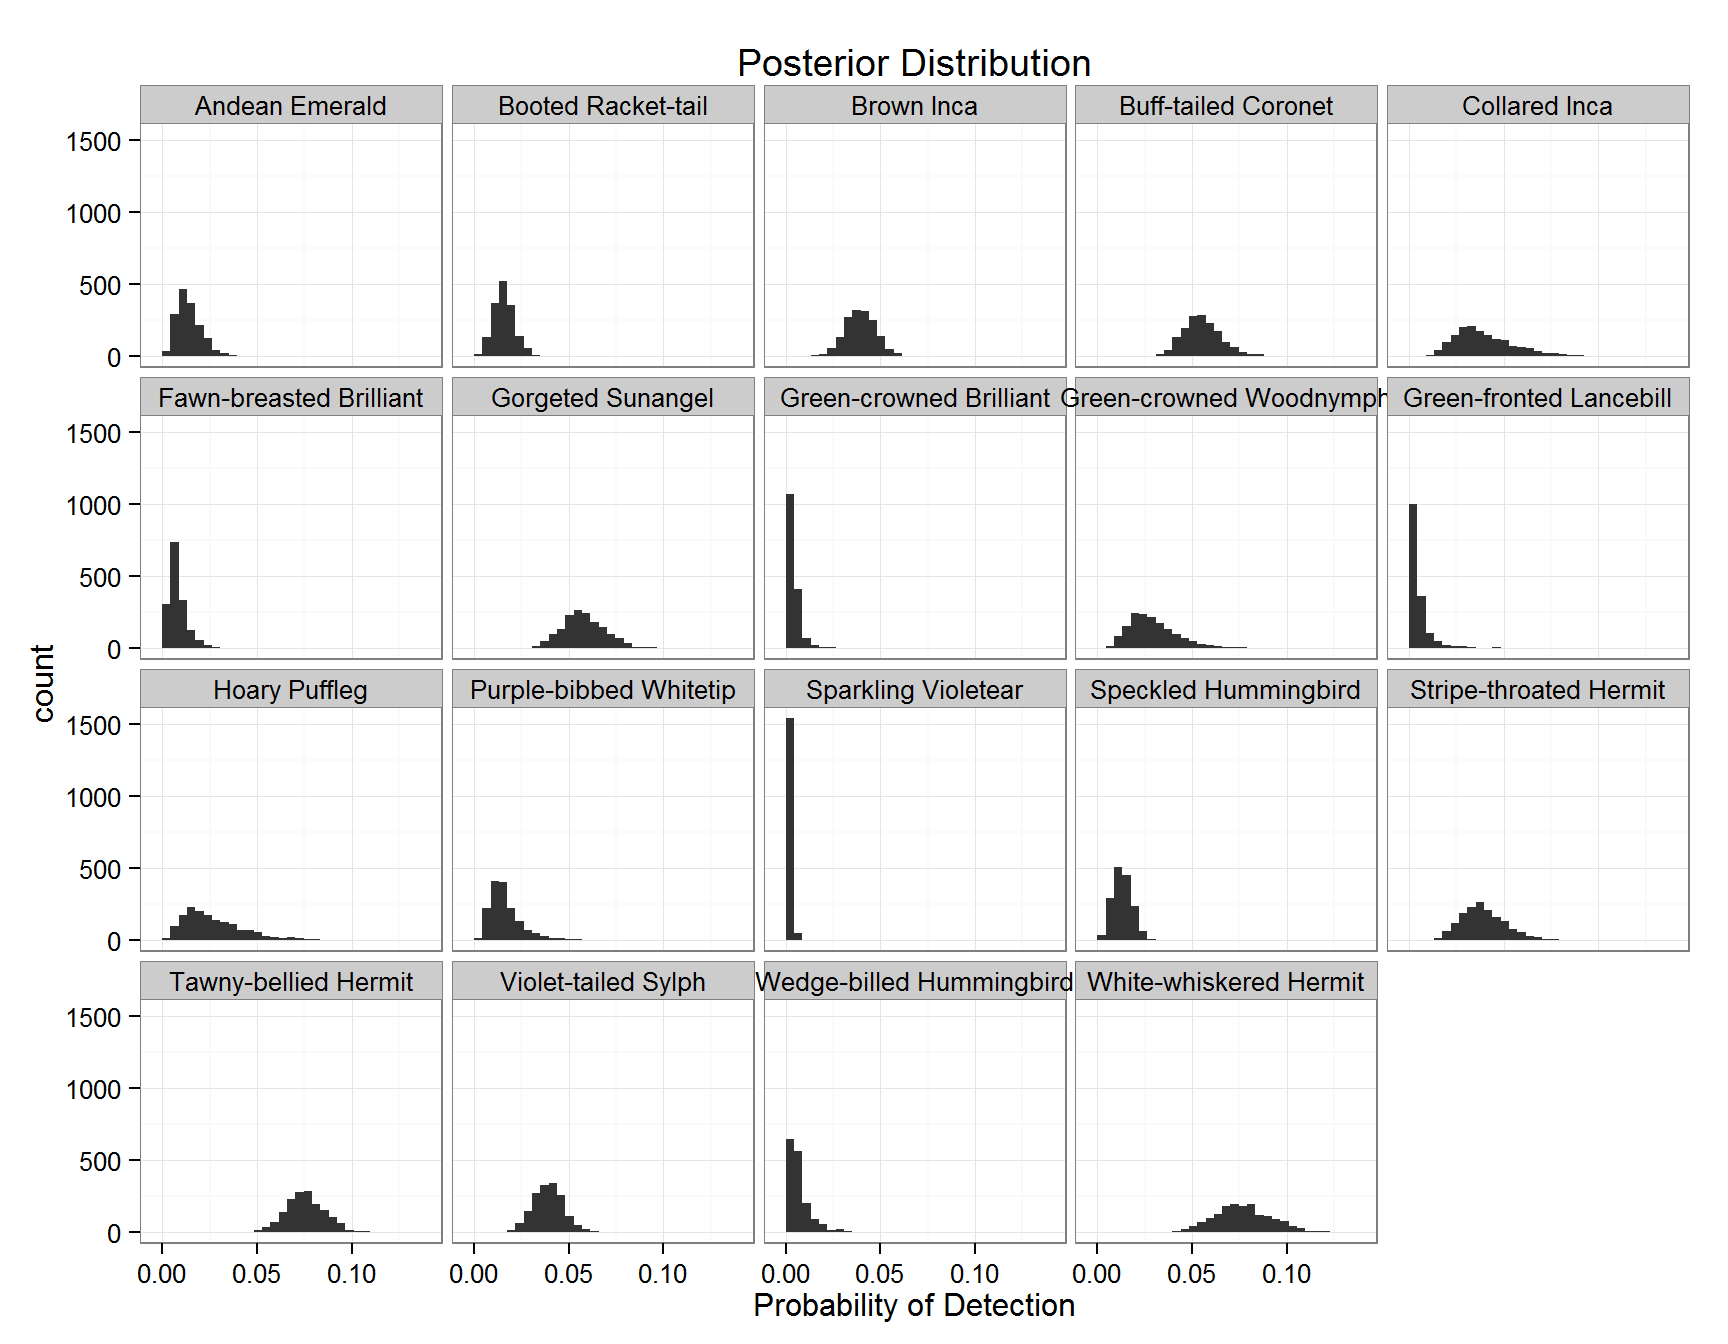 Posterior Distribution
Andean Emerald Booted Racket-tail Brown Inca Buff-tailed Coronet Collared Inca
1500
1000
500
0
Fawn-breasted Brilliant Gorgeted Sunangel Green-crowned Brilliant Green-crowned Woodnymph Green-fronted Lancebill
1500
1000
500
0
count
Hoary Puffleg Purple-bibbed Whitetip Sparkling Violetear Speckled Hummingbird Stripe-throated Hermit
1500
1000
500
0
Tawny-bellied Hermit Violet-tailed Sylph Wedge-billed Hummingbird White-whiskered Hermit
1500
1000
500
0
0.00 0.05 0.10 0.00 0.05 0.10 0.00 0.05 0.10 0.00 0.05 0.10
Probability of Detection